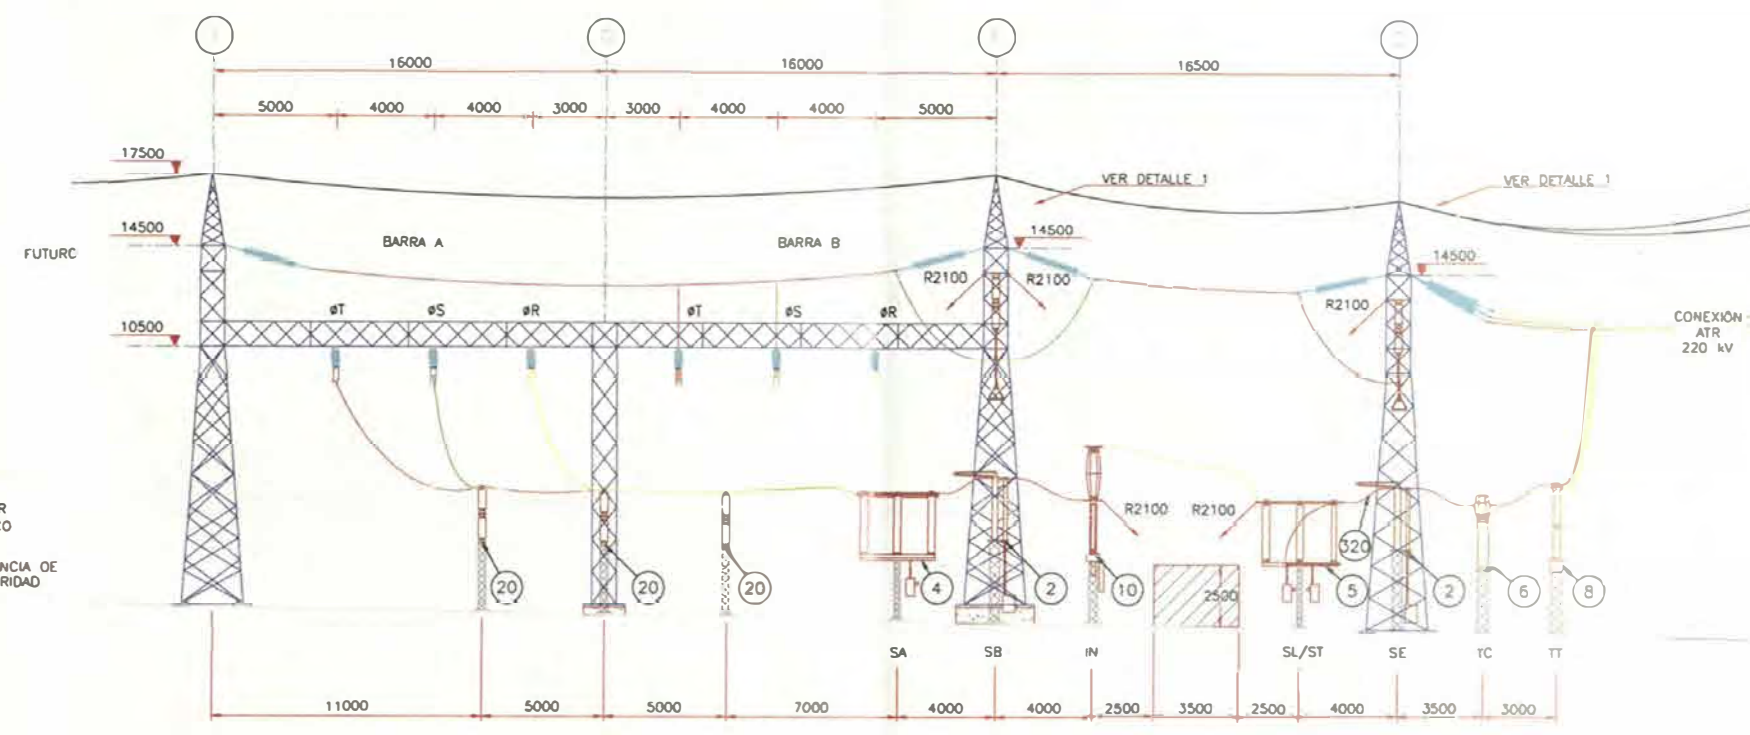 16000
16000
16500
5000
4000
4000
3000
3000
4000
4000
5000
17500
VER DETALLE 1
VER DETALLE 1
14500
FUTURO
BARRA A
BARRA B
14500
14500
R2100
R2100
R2100
øT
øS
øR
øT
øS
øR
10500
CONEXIÓN
ATR
220 kV
R
CO
NCIA DE
RIDAD
R2100
R2100
320
20
20
20
4
2
10
2500
5
2
6
8
SA
SB
IN
SL/ST
SE
TC
TT
11000
5000
5000
7000
4000
4000
2500
3500
2500
4000
3500
3000